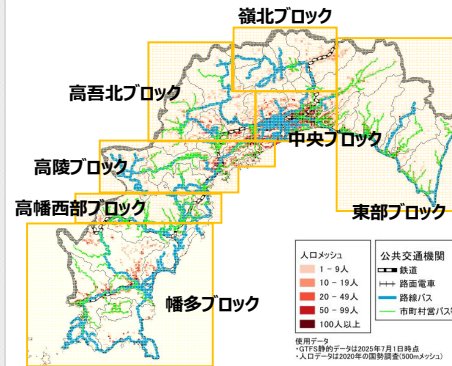 嶺北ブロック
高吾北ブロック
中央ブロック
高陵ブロック
高幡西部ブロック
東部ブロック
幡多ブロック
人口メッシュ
1 - 9人
10 - 19人
20 - 49人
50 - 99人
100人以上
公共交通機関
鉄道
路面電車
路線バス
市町村営バス等
使用データ
・GTFS静的データは2025年7月1日時点
・人口データは2020年の国勢調査(500mメッシュ)